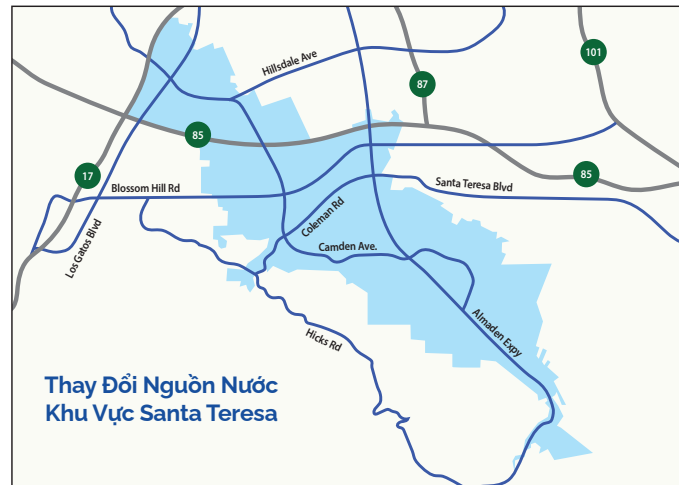 101
Hillsdale Ave
87
85
17
85
Blossom Hill Rd
Santa Teresa Blvd
Coleman Rd
Los Gatos Blvd
Camden Ave.
Almaden Expy
Hicks Rd
Thay Đổi Nguồn Nước
Khu Vực Santa Teresa